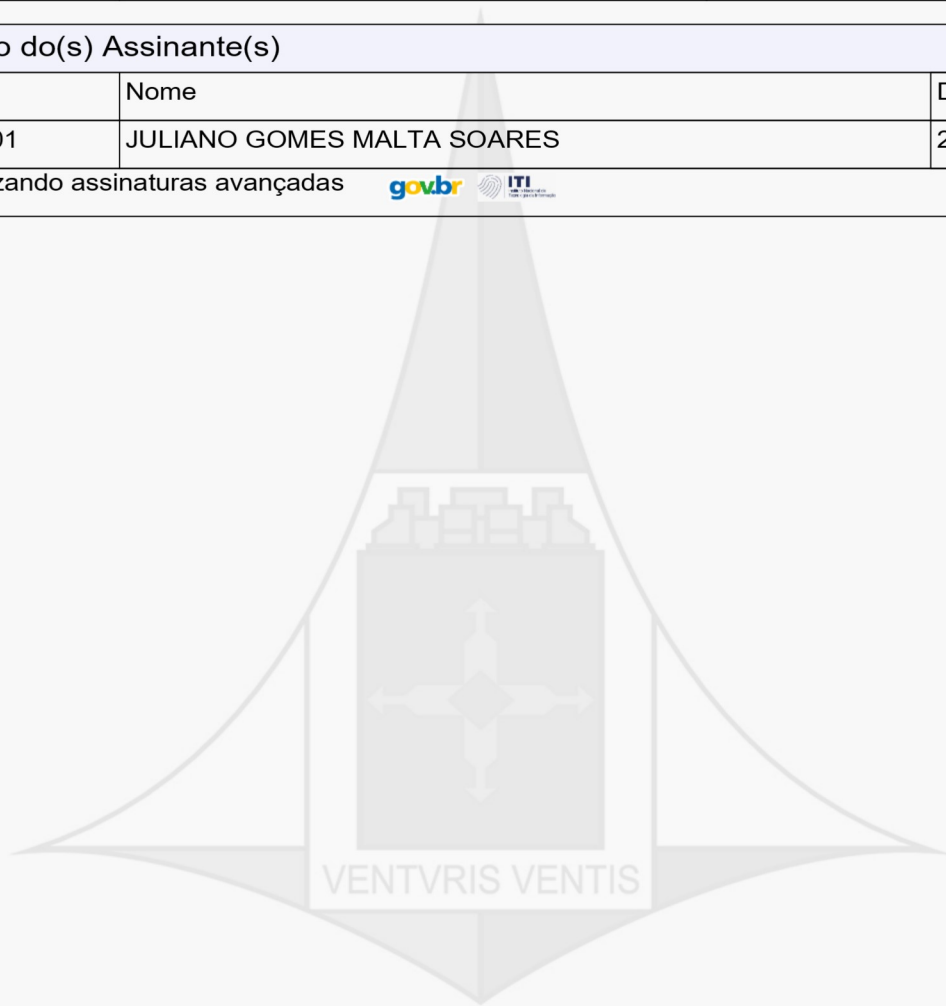 o do(s) Assinante(s)
Nome
01 JULIANO GOMES MALTA SOARES
zando assinaturas avançadas gov.br ITI
VENTVRIS VENTIS